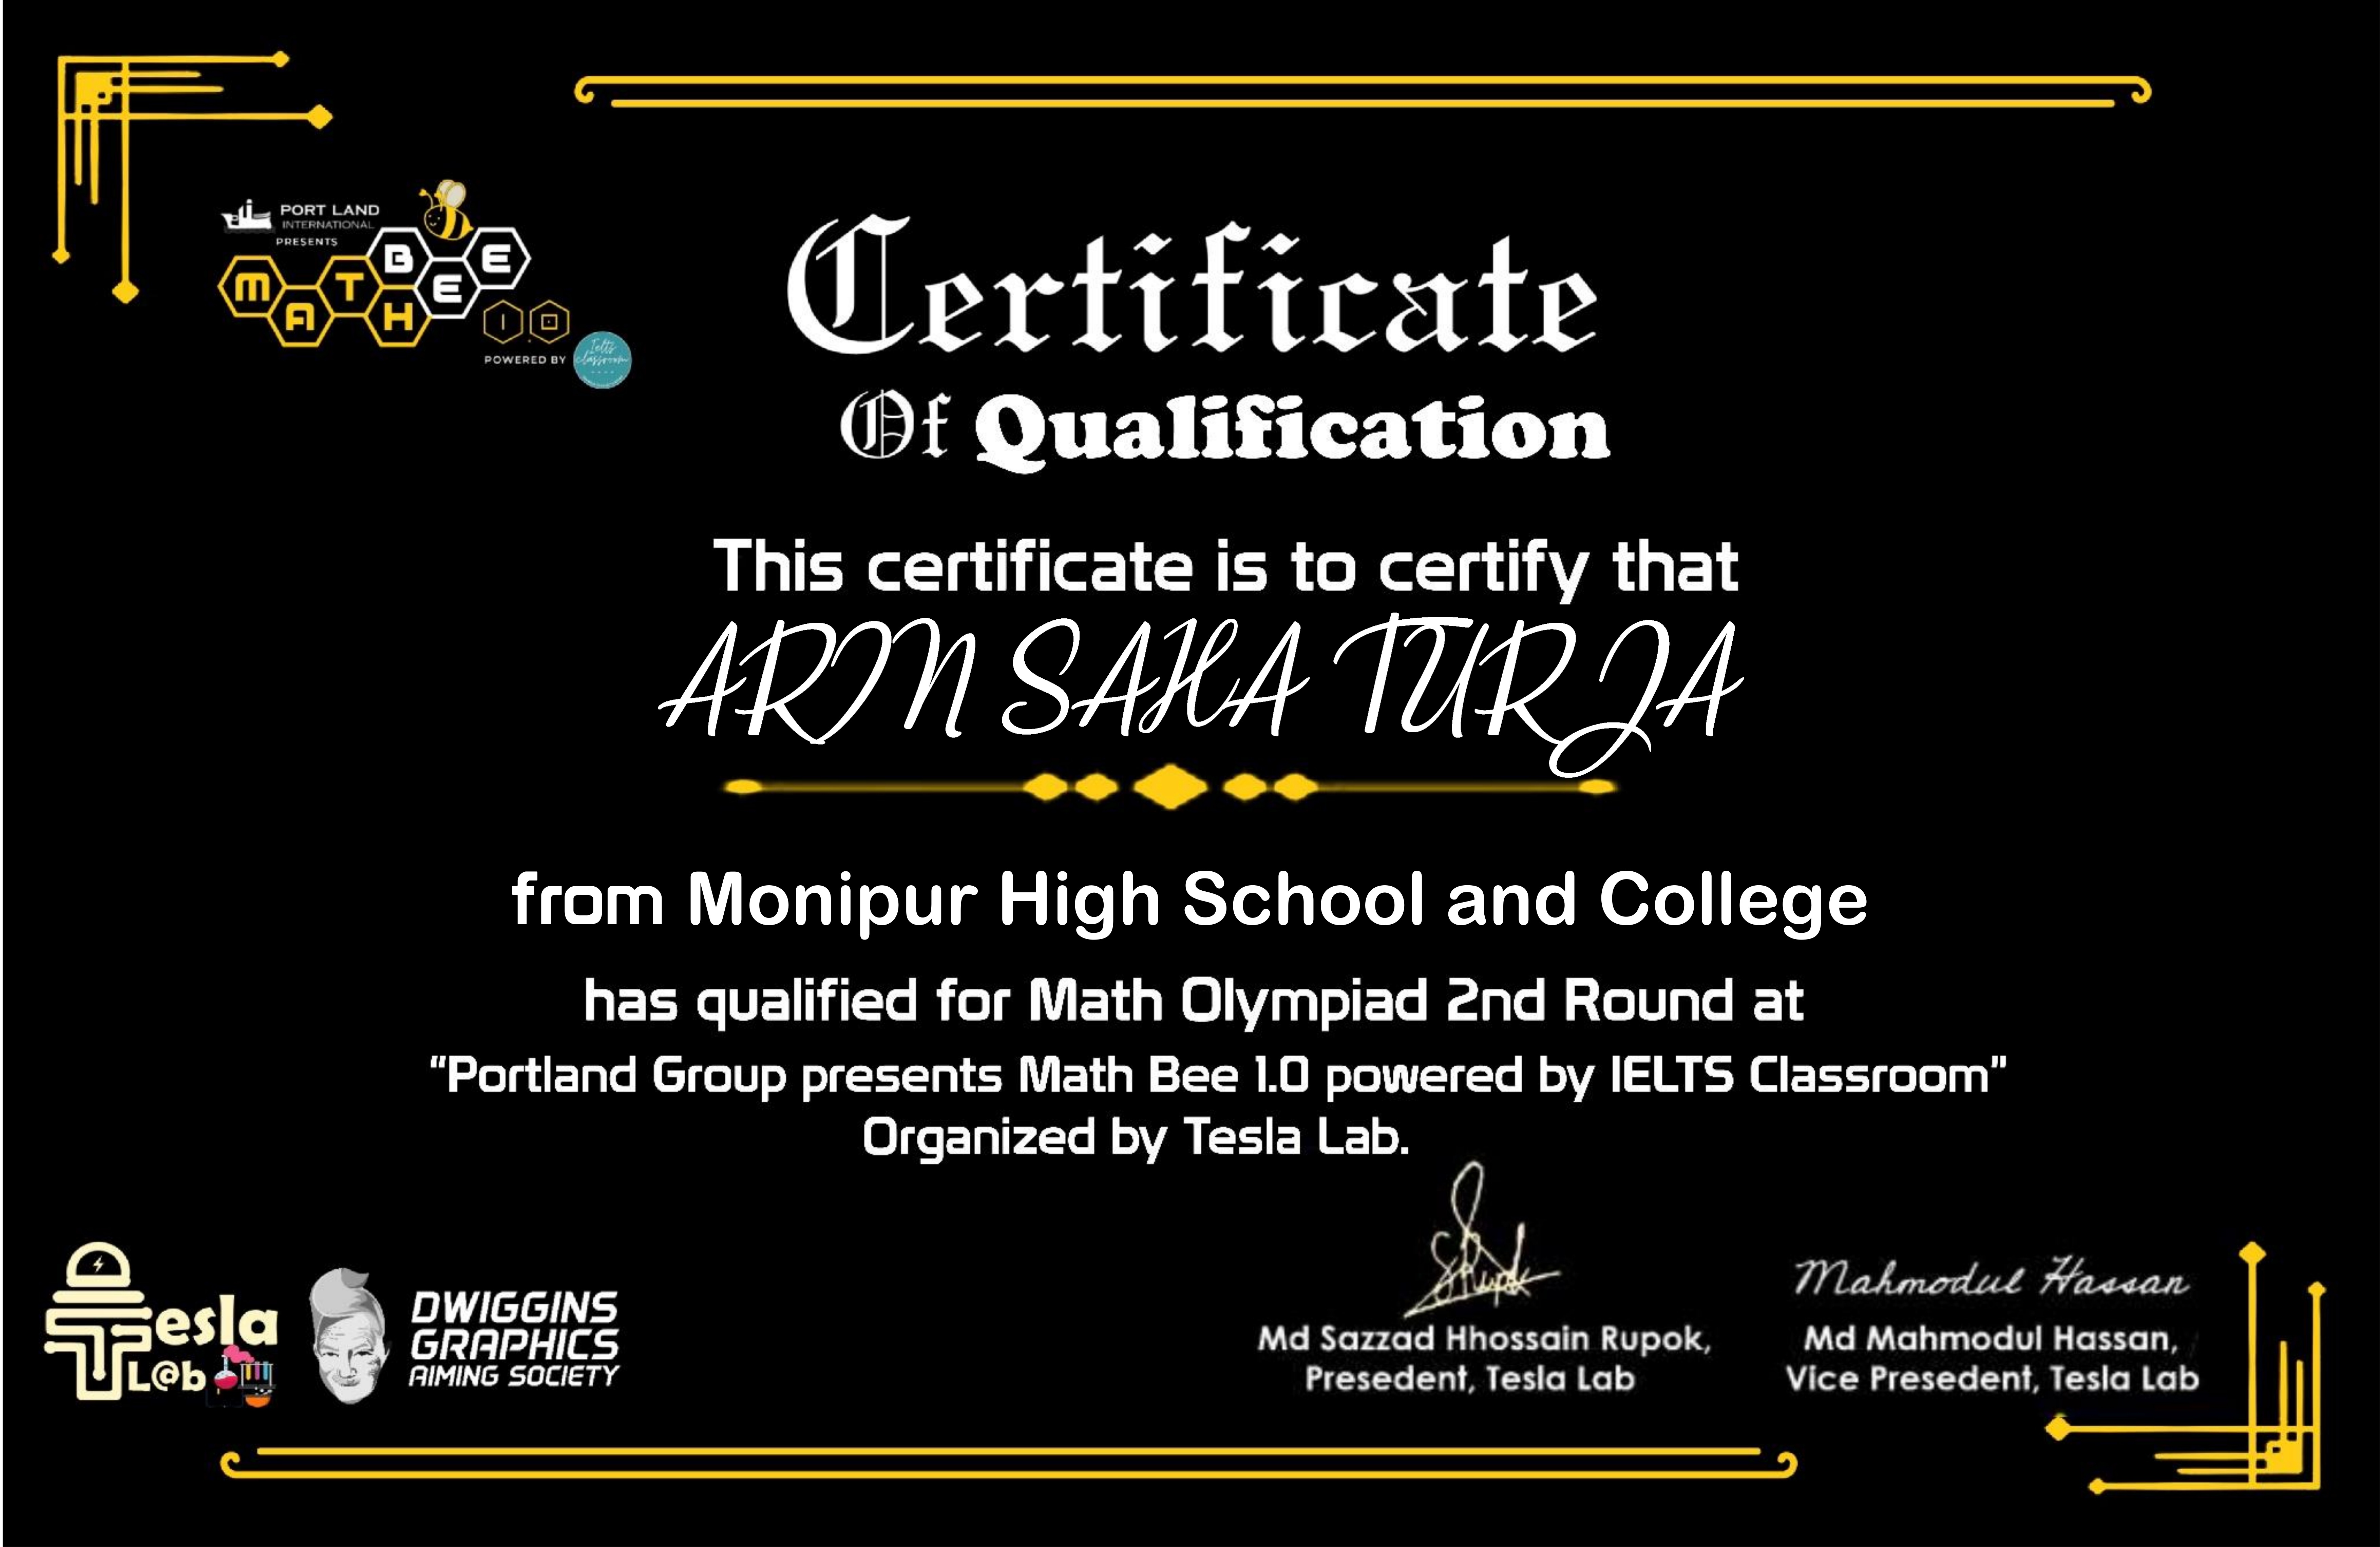 PORT LAND
INTERNATIONAL
PRESENTS
MATH BEE
1.0
POWERED BY
Ielts
classroom
Certificate
Of Qualification
This certificate is to certify that
ARIN SAHA TURJA
from Monipur High School and College
has qualified for Math Olympiad 2nd Round at
“Portland Group presents Math Bee 1.0 powered by IELTS Classroom”
Organized by Tesla Lab.
Tesla
L@b
DWIGGINS
GRAPHICS
AIMING SOCIETY
Mahmodul Hassan
Md Sazzad Hhossain Rupok,
Presedent, Tesla Lab
Md Mahmodul Hassan,
Vice Presedent, Tesla Lab